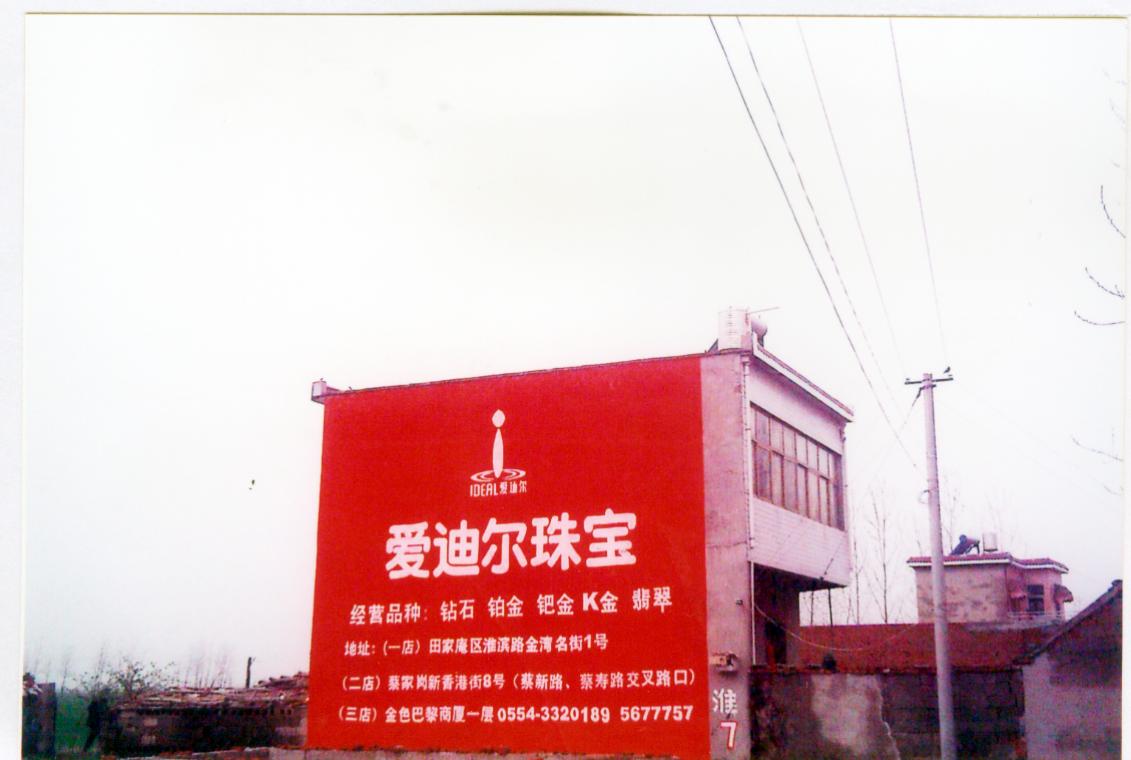 IDEAL爱迪尔
爱迪尔珠宝
经营品种：钻石 铂金 钯金 K金 翡翠
地址：(一店）田家庵区淮滨路金湾名街1号
（二店）蔡家岗新香港街8号（蔡新路、蔡寿路交叉路口）
（三店）金色巴黎商厦一层 0554-3320189 5677757
淮
7